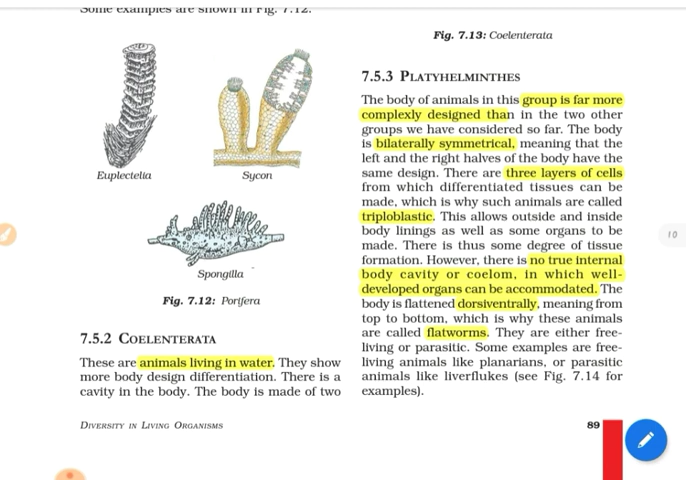 Some examples are shown in Fig. 7.12.
Euplectelia
Sycon
Spongilla
Fig. 7.12: Porifera
7.5.2 COELENTERATA
These are animals living in water. They show
more body design differentiation. There is a
cavity in the body. The body is made of two
Fig. 7.13: Coelenterata
7.5.3 PLATYHELMINTHES
The body of animals in this group is far more
complexly designed than in the two other
groups we have considered so far. The body
is bilaterally symmetrical, meaning that the
left and the right halves of the body have the
same design. There are three layers of cells
from which differentiated tissues can be
made, which is why such animals are called
triploblastic. This allows outside and inside
body linings as well as some organs to be
made. There is thus some degree of tissue
formation. However, there is no true internal
body cavity or coelom, in which well-
developed organs can be accommodated. The
body is flattened dorsiventrally, meaning from
top to bottom, which is why these animals
are called flatworms. They are either free-
living or parasitic. Some examples are free-
living animals like planarians, or parasitic
animals like liverflukes (see Fig. 7.14 for
examples).
DIVERSITY IN LIVING ORGANISMS
89
10